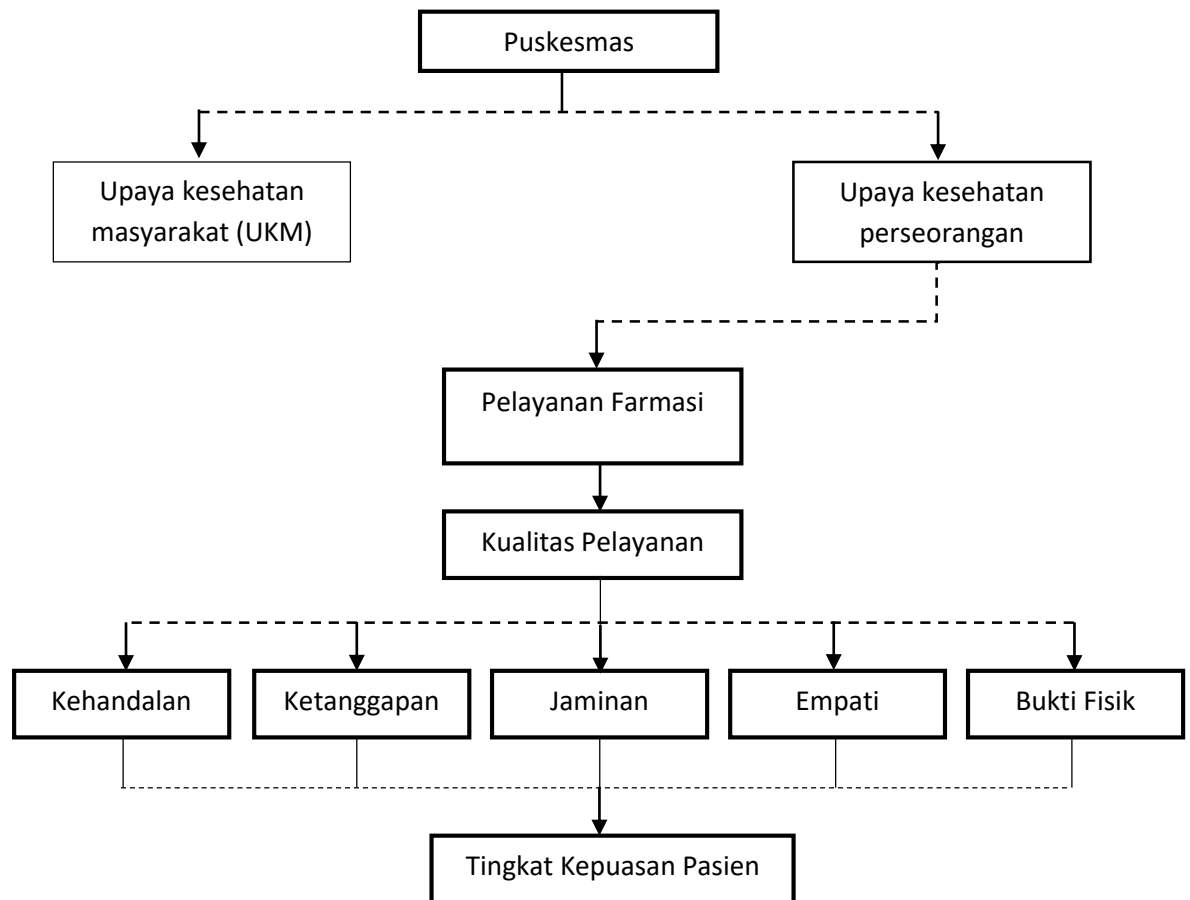 Puskesmas
Upaya kesehatan
masyarakat (UKM)
Upaya kesehatan
perseorangan
Pelayanan Farmasi
Kualitas Pelayanan
Kehandalan
Ketanggapan
Jaminan
Empati
Bukti Fisik
Tingkat Kepuasan Pasien